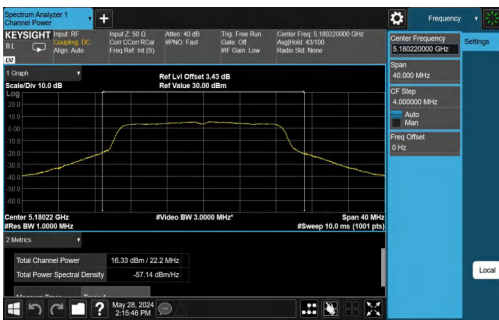 Spectrum Analyzer 1
Channel Power
+
Frequency
KEYSIGHT
Input: RF
Coupling: DC
Align: Auto
Input Z: 50 Ω
Corr CCorr RCal
Freq Ref: Int (S)
Atten: 40 dB
#PNO: Fast
Trig: Free Run
Gate: Off
#IF Gain: Low
Center Freq: 5.180220000 GHz
Avg|Hold: 43/100
Radio Std: None
RL
Center Frequency
5.180220000 GHz
Settings
Span
40.000 MHz
CF Step
4.000000 MHz
Auto
Man
Freq Offset
0 Hz
1 Graph
Scale/Div 10.0 dB
Ref Lvl Offset 3.43 dB
Ref Value 30.00 dBm
Log
20.0
10.0
0.00
-10.0
-20.0
-30.0
-40.0
-50.0
-60.0
Center 5.18022 GHz
#Res BW 1.0000 MHz
#Video BW 3.0000 MHz*
Span 40 MHz
#Sweep 10.0 ms (1001 pts)
2 Metrics
Total Channel Power
16.33 dBm / 22.2 MHz
Total Power Spectral Density
-57.14 dBm/Hz
Local
?
May 28, 2024
2:15:46 PM